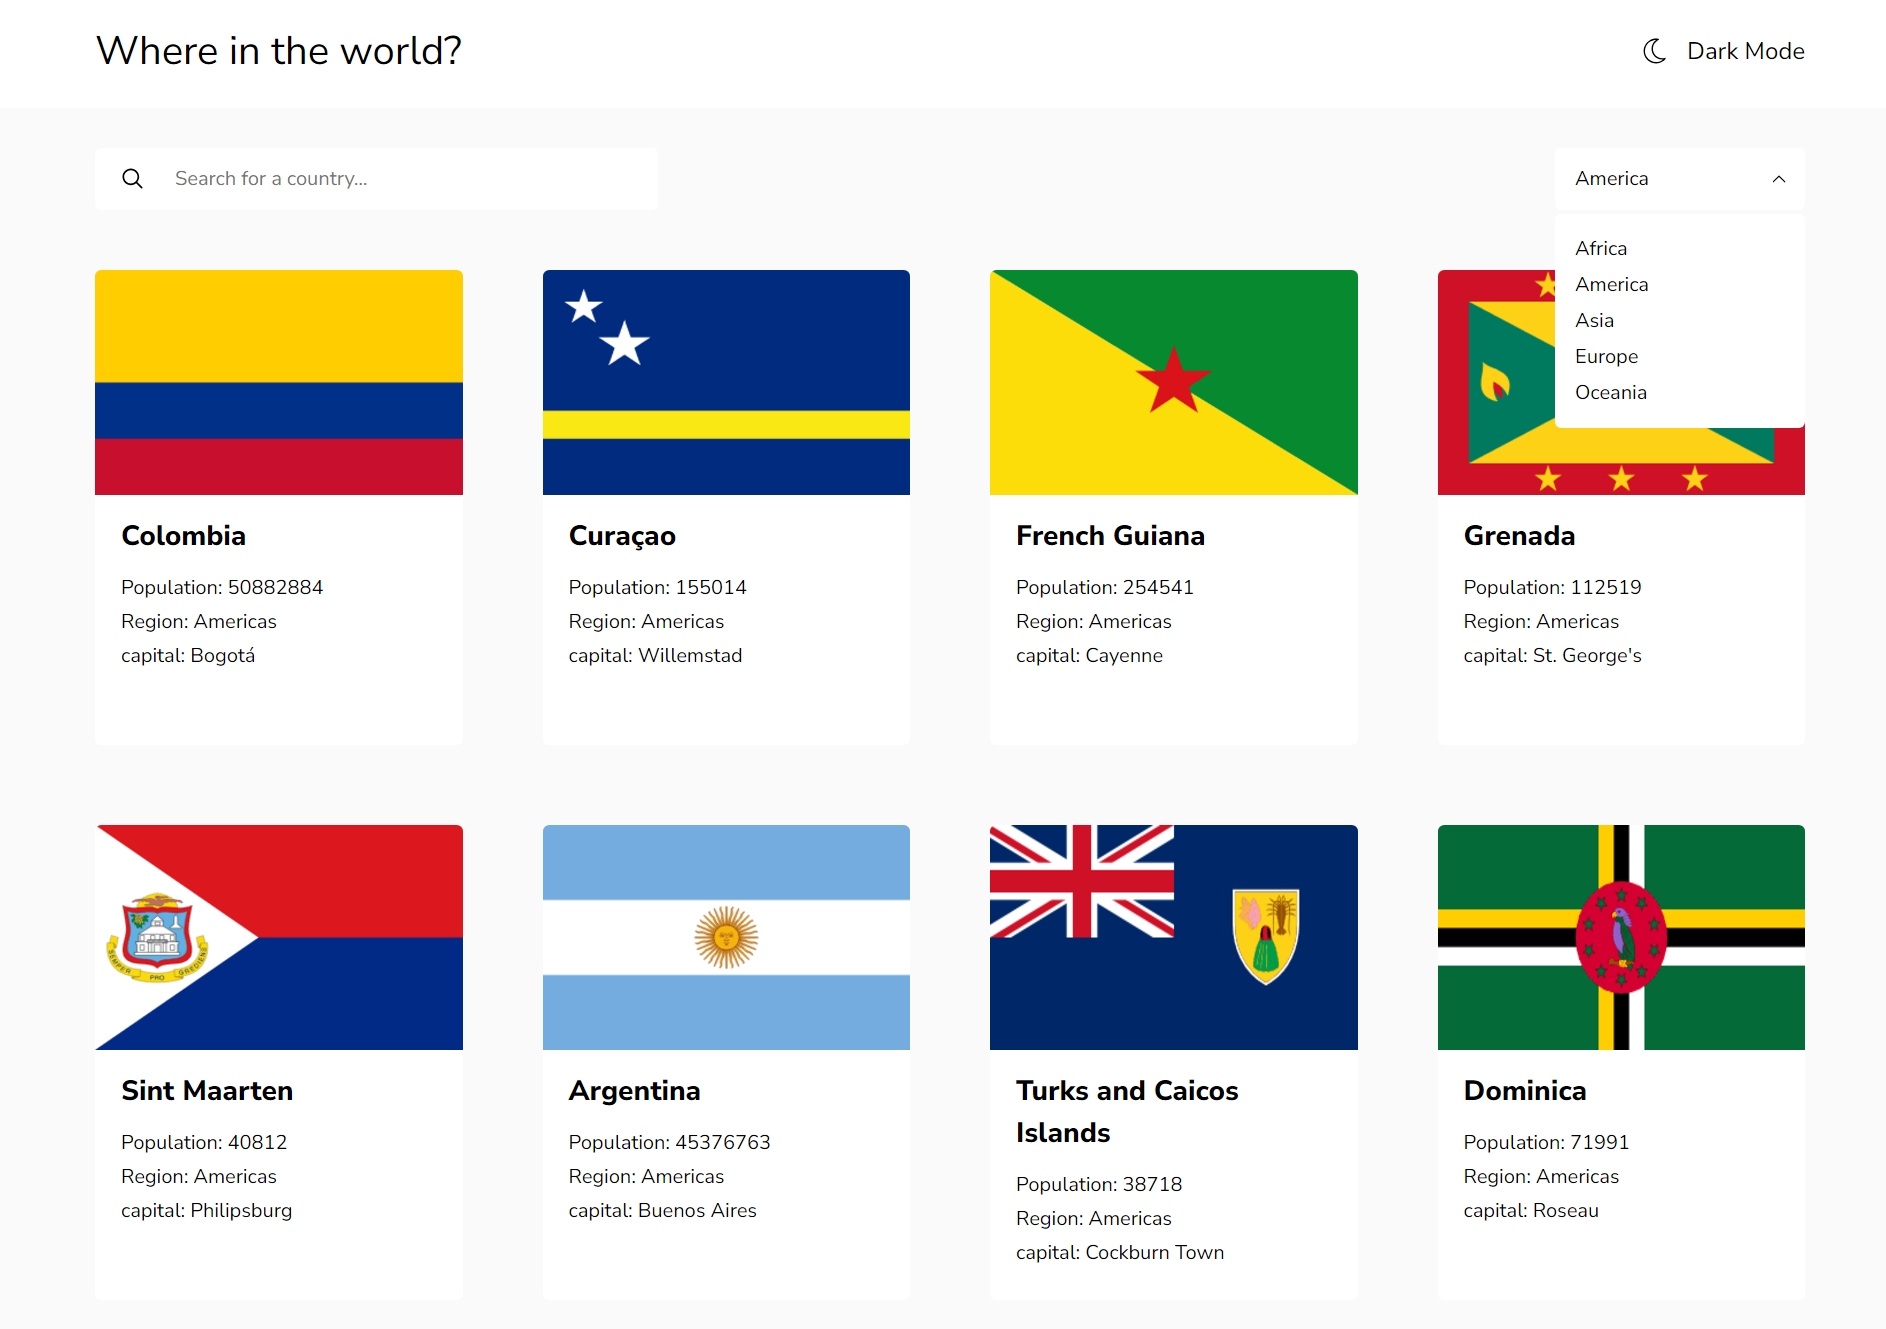 Where in the world?
Dark Mode
Search for a country...
America
Africa
America
Asia
Europe
Oceania
Colombia
Population: 50882884
Region: Americas
capital: Bogotá
Curaçao
Population: 155014
Region: Americas
capital: Willemstad
French Guiana
Population: 254541
Region: Americas
capital: Cayenne
Grenada
Population: 112519
Region: Americas
capital: St. George's
SEMPER PRO GREDIENS
Sint Maarten
Population: 40812
Region: Americas
capital: Philipsburg
Argentina
Population: 45376763
Region: Americas
capital: Buenos Aires
Turks and Caicos
Islands
Population: 38718
Region: Americas
capital: Cockburn Town
Dominica
Population: 71991
Region: Americas
capital: Roseau